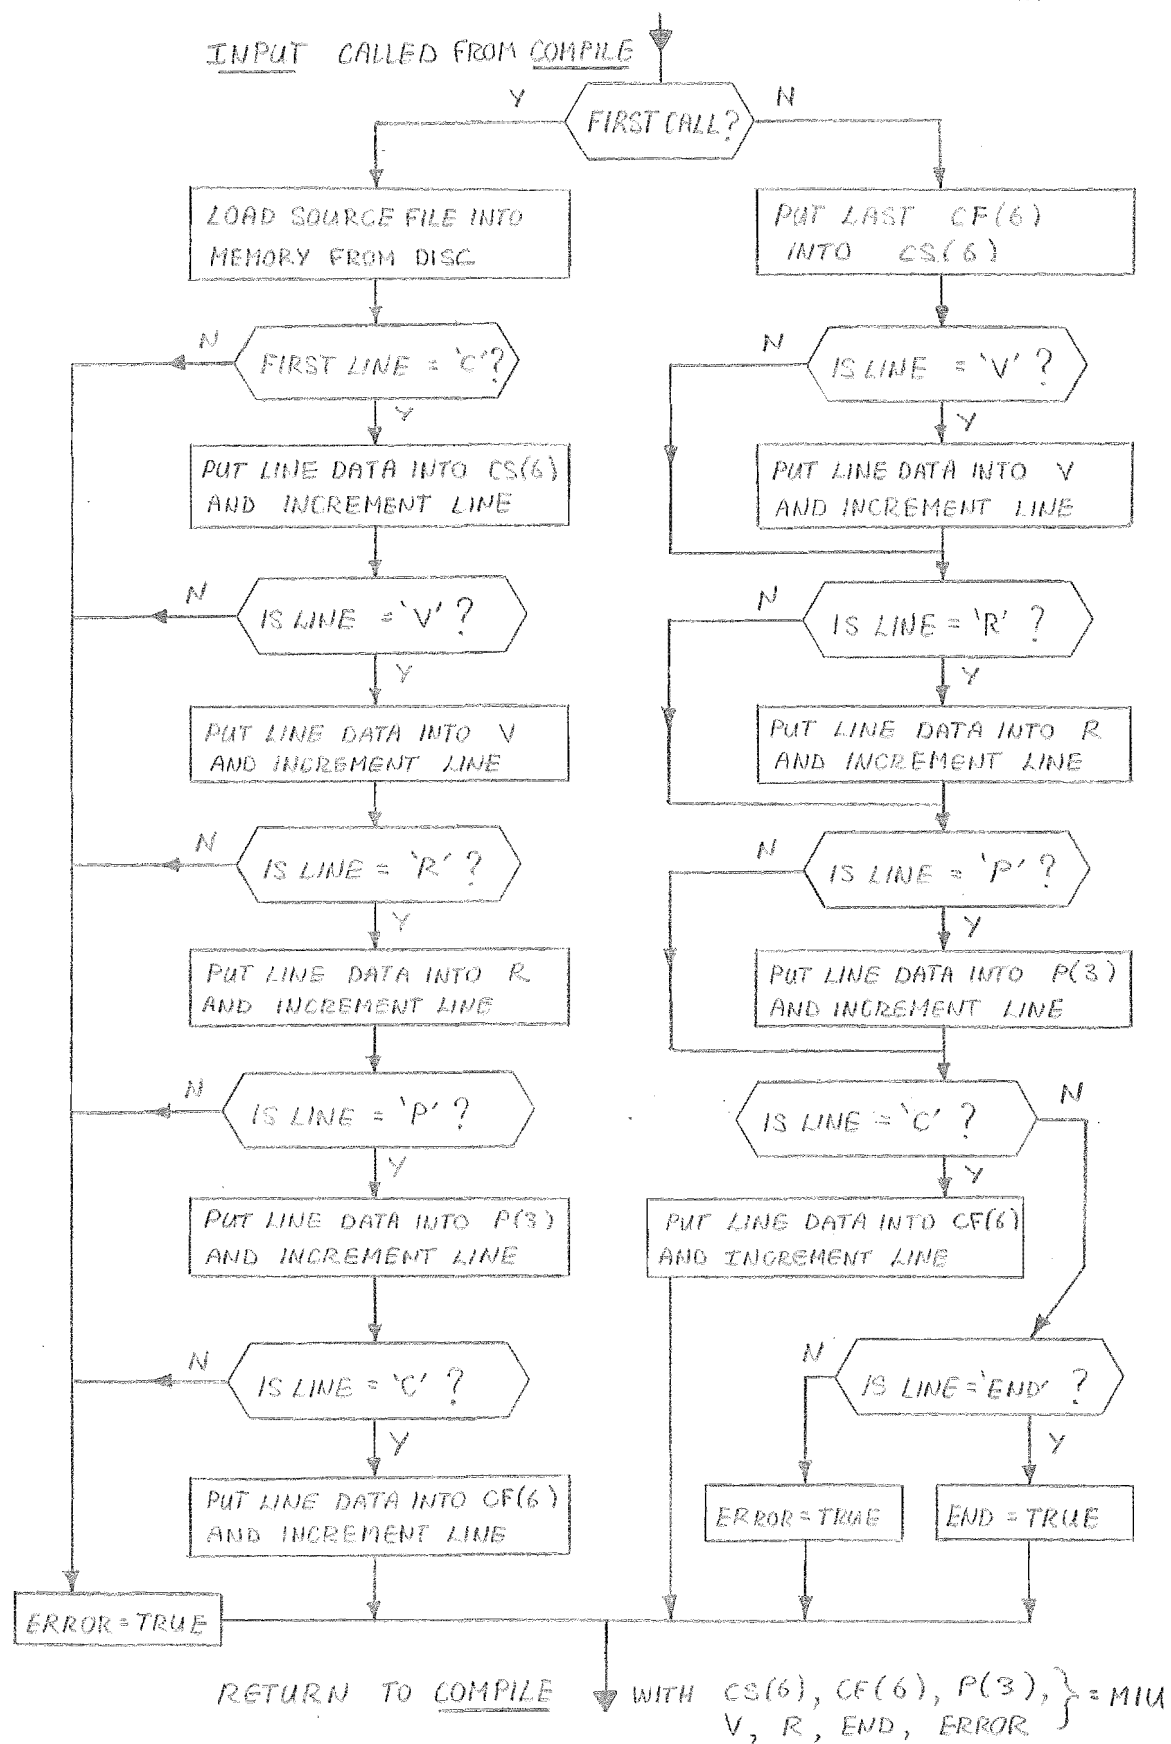 INPUT CALLED FROM COMPILE
FIRST CALL?
Y
N
LOAD SOURCE FILE INTO
MEMORY FROM DISC
FIRST LINE = 'C'?
N
Y
PUT LINE DATA INTO CS(6)
AND INCREMENT LINE
IS LINE = 'V' ?
N
Y
PUT LINE DATA INTO V
AND INCREMENT LINE
IS LINE = 'R' ?
N
Y
PUT LINE DATA INTO R
AND INCREMENT LINE
IS LINE = 'P' ?
N
Y
PUT LINE DATA INTO P(3)
AND INCREMENT LINE
IS LINE = 'C' ?
N
Y
PUT LINE DATA INTO CF(6)
AND INCREMENT LINE
ERROR = TRUE
PUT LAST CF(6)
INTO CS(6)
IS LINE = 'V' ?
N
Y
PUT LINE DATA INTO V
AND INCREMENT LINE
IS LINE = 'R' ?
N
Y
PUT LINE DATA INTO R
AND INCREMENT LINE
IS LINE = 'P' ?
N
Y
PUT LINE DATA INTO P(3)
AND INCREMENT LINE
IS LINE = 'C' ?
N
Y
PUT LINE DATA INTO CF(6)
AND INCREMENT LINE
IS LINE = 'END' ?
N
Y
ERROR = TRUE
END = TRUE
RETURN TO COMPILE WITH CS(6), CF(6), P(3), } = MIU
V, R, END, ERROR